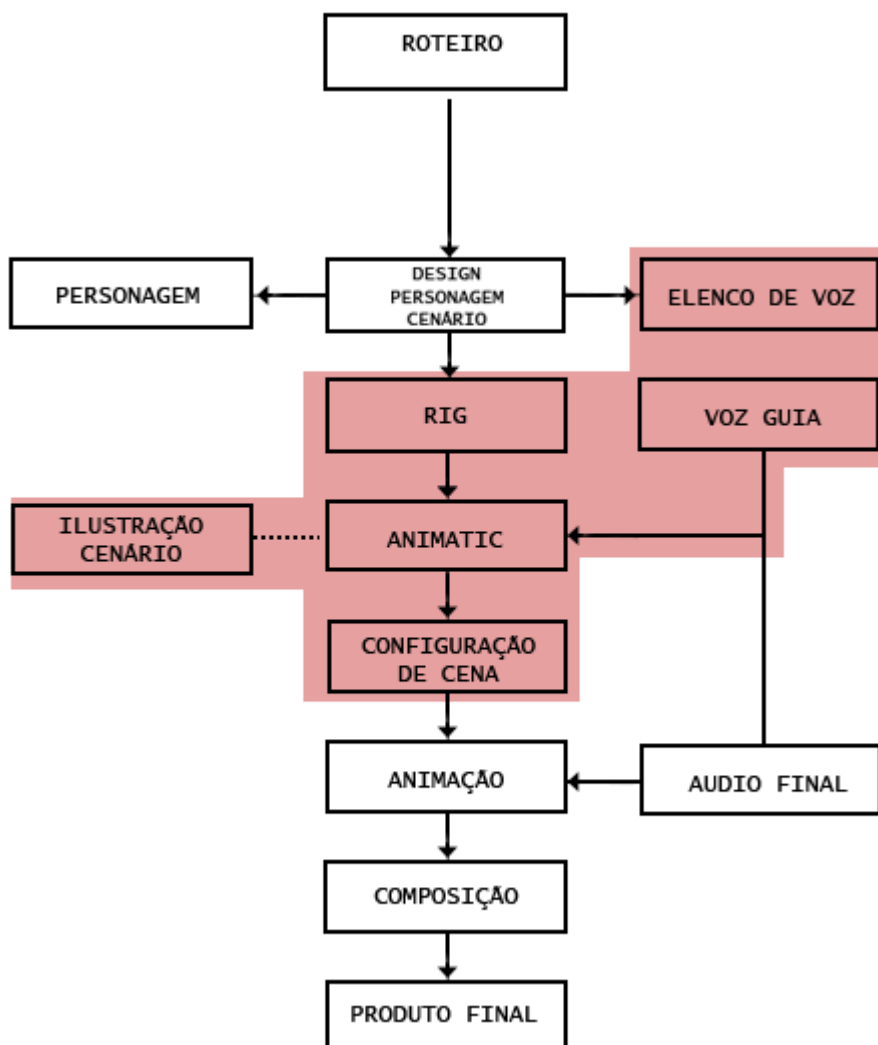 ROTEIRO
PERSONAGEM
DESIGN
PERSONAGEM
CENÁRIO
ELENCO DE VOZ
RIG
VOZ GUIA
ILUSTRAÇÃO
CENÁRIO
ANIMATIC
CONFIGURAÇÃO
DE CENA
ANIMAÇÃO
AUDIO FINAL
COMPOSIÇÃO
PRODUTO FINAL